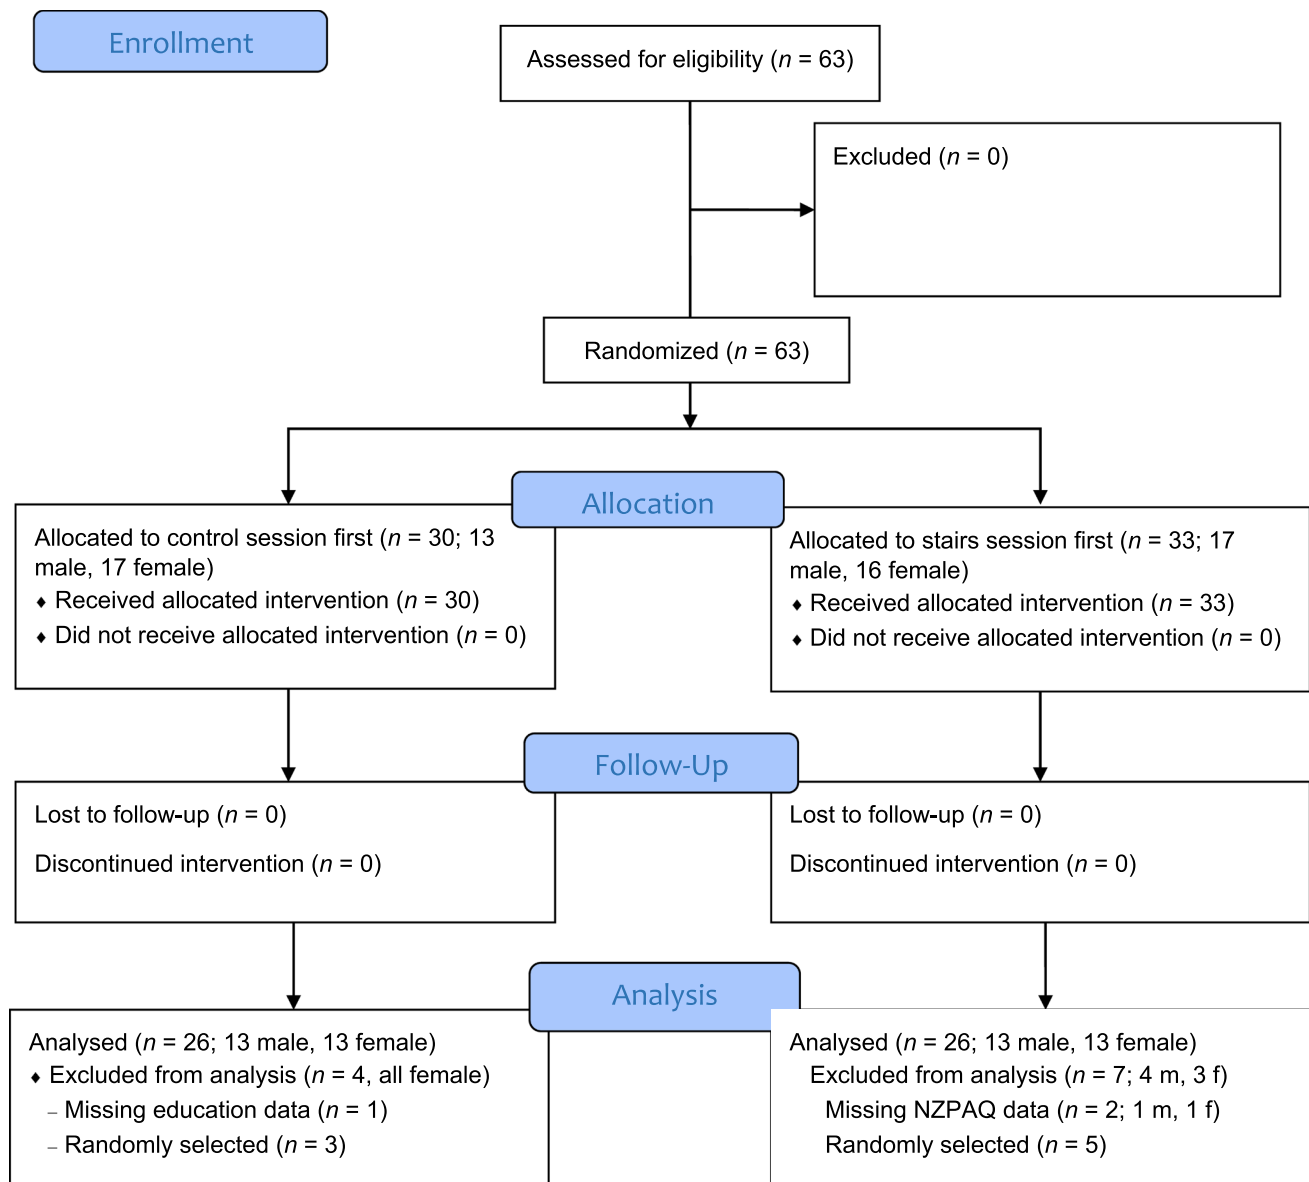 Enrollment
Assessed for eligibility (n = 63)
Excluded (n = 0)
Randomized (n = 63)
Allocation
Allocated to control session first (n = 30; 13
male, 17 female)
♦ Received allocated intervention (n = 30)
♦ Did not receive allocated intervention (n = 0)
Allocated to stairs session first (n = 33; 17
male, 16 female)
♦ Received allocated intervention (n = 33)
♦ Did not receive allocated intervention (n = 0)
Follow-Up
Lost to follow-up (n = 0)
Discontinued intervention (n = 0)
Lost to follow-up (n = 0)
Discontinued intervention (n = 0)
Analysis
Analysed (n = 26; 13 male, 13 female)
♦ Excluded from analysis (n = 4, all female)
– Missing education data (n = 1)
– Randomly selected (n = 3)
Analysed (n = 26; 13 male, 13 female)
Excluded from analysis (n = 7; 4 m, 3 f)
Missing NZPAQ data (n = 2; 1 m, 1 f)
Randomly selected (n = 5)